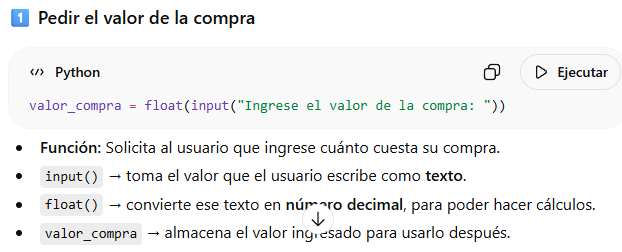 1 Pedir el valor de la compra
Python
Ejecutar
valor_compra = float(input("Ingrese el valor de la compra: "))
Función: Solicita al usuario que ingrese cuánto cuesta su compra.
input() → toma el valor que el usuario escribe como texto.
float() → convierte ese texto en número decimal, para poder hacer cálculos.
valor_compra → almacena el valor ingresado para usarlo después.